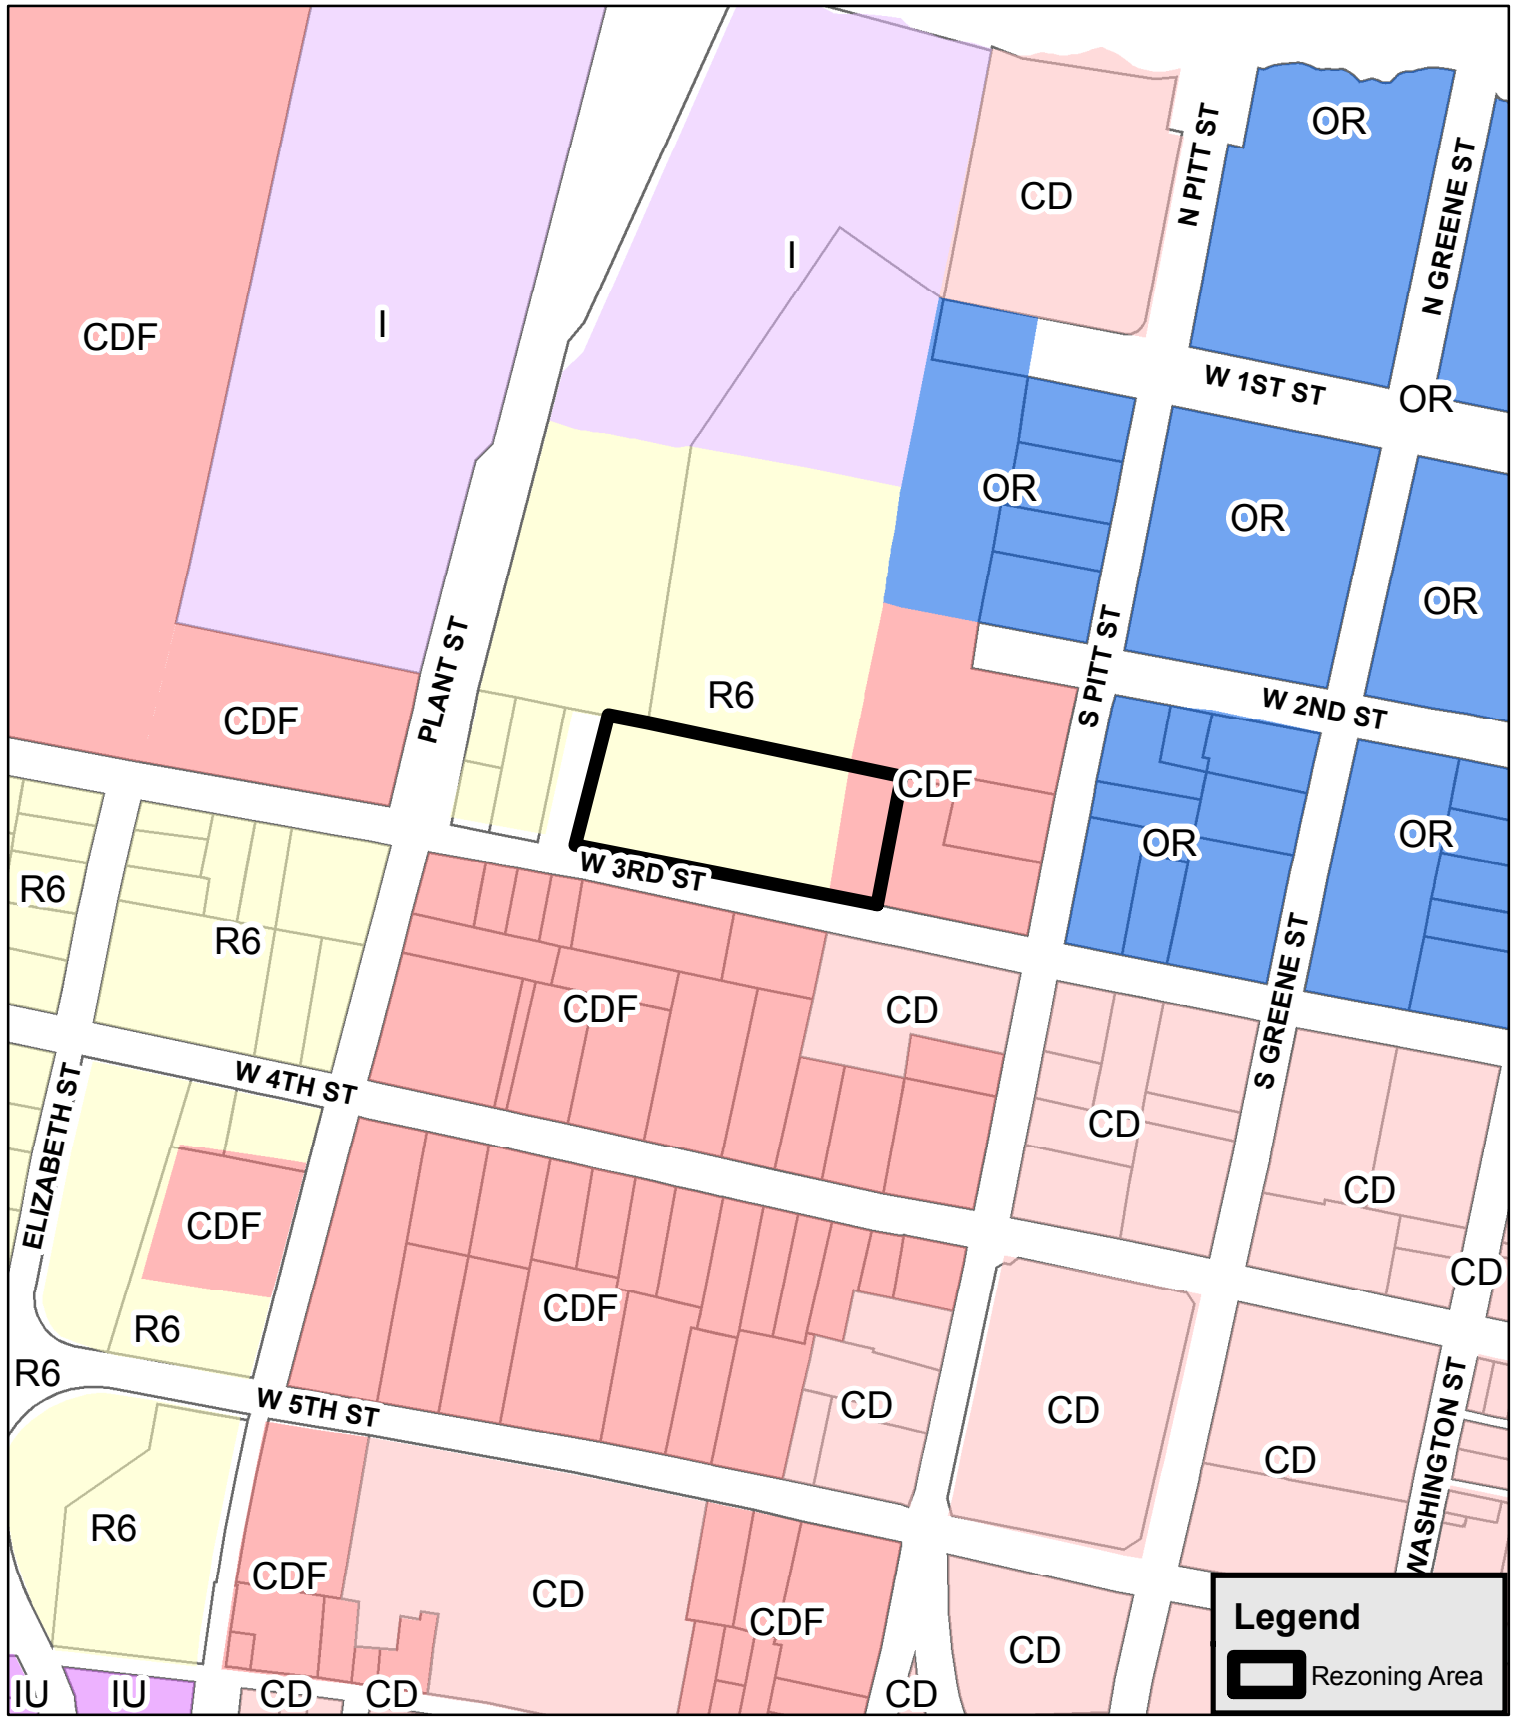 OR
N PITT ST
N GREENE ST
CD
I
I
CDF
W 1ST ST
OR
OR
OR
OR
PLANT ST
S PITT ST
R6
CDF
W 2ND ST
CDF
OR
OR
W 3RD ST
R6
R6
S GREENE ST
CDF
CD
W 4TH ST
ELIZABETH ST
CD
CD
CDF
CD
CDF
R6
R6
W 5TH ST
CD
CD
CD
WASHINGTON ST
R6
CDF
CD
CDF
CD
IU
IU
CD
CD
CD
Legend
Rezoning Area